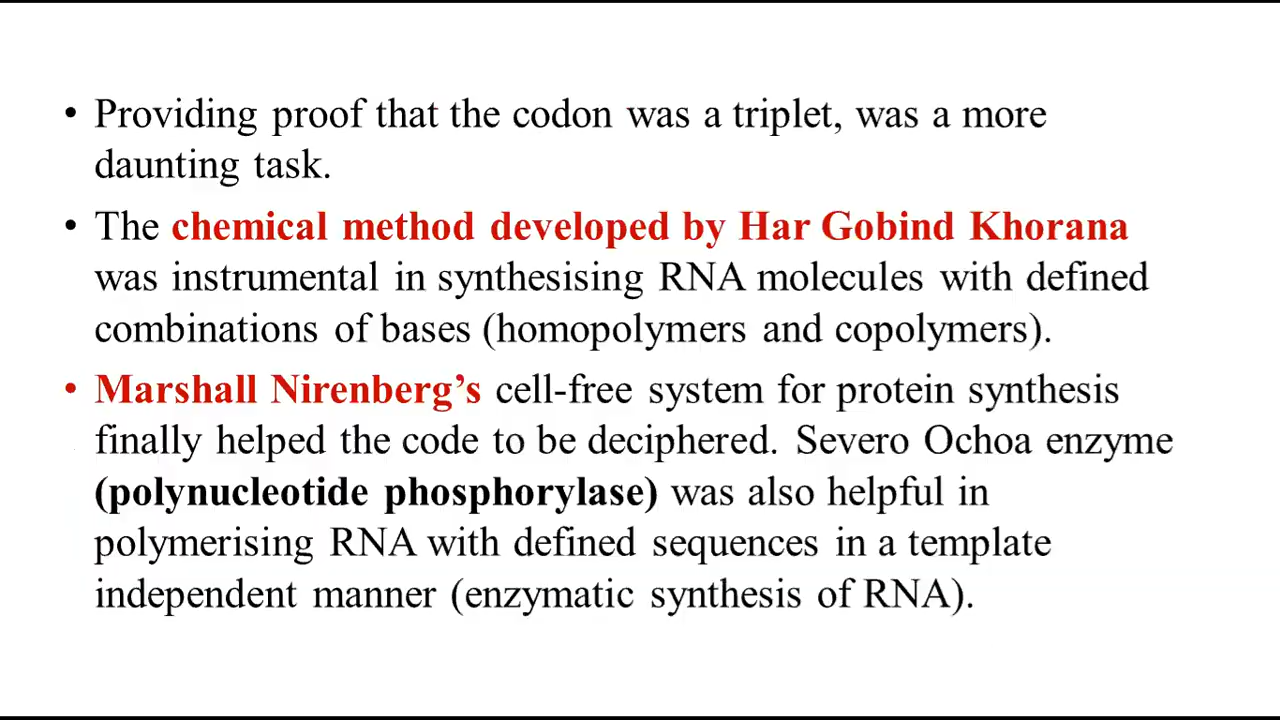 • Providing proof that the codon was a triplet, was a more
daunting task.
• The chemical method developed by Har Gobind Khorana
was instrumental in synthesising RNA molecules with defined
combinations of bases (homopolymers and copolymers).
• Marshall Nirenberg’s cell-free system for protein synthesis
finally helped the code to be deciphered. Severo Ochoa enzyme
(polynucleotide phosphorylase) was also helpful in
polymerising RNA with defined sequences in a template
independent manner (enzymatic synthesis of RNA).